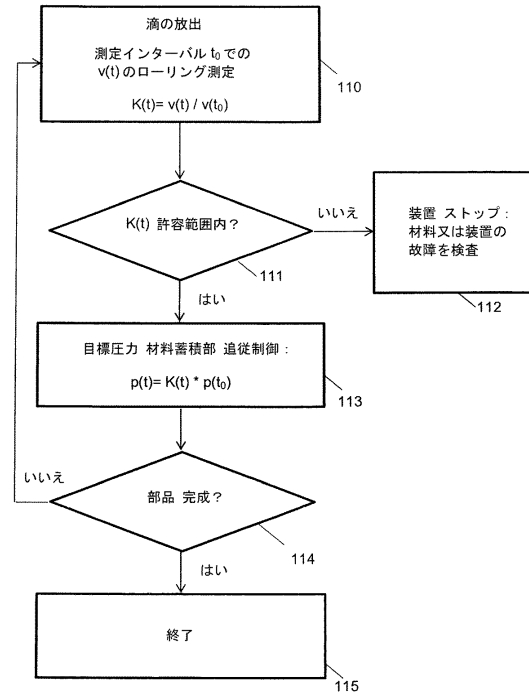 滴の放出
測定インターバル t₀ での
v(t) のローリング測定
K(t)= v(t) / v(t₀)
110
K(t) 許容範囲内？
111
いいえ
装置 ストップ：
材料又は装置の
故障を検査
112
はい
目標圧力 材料蓄積部 追従制御：
p(t)= K(t) * p(t₀)
113
いいえ
部品 完成？
114
はい
終了
115